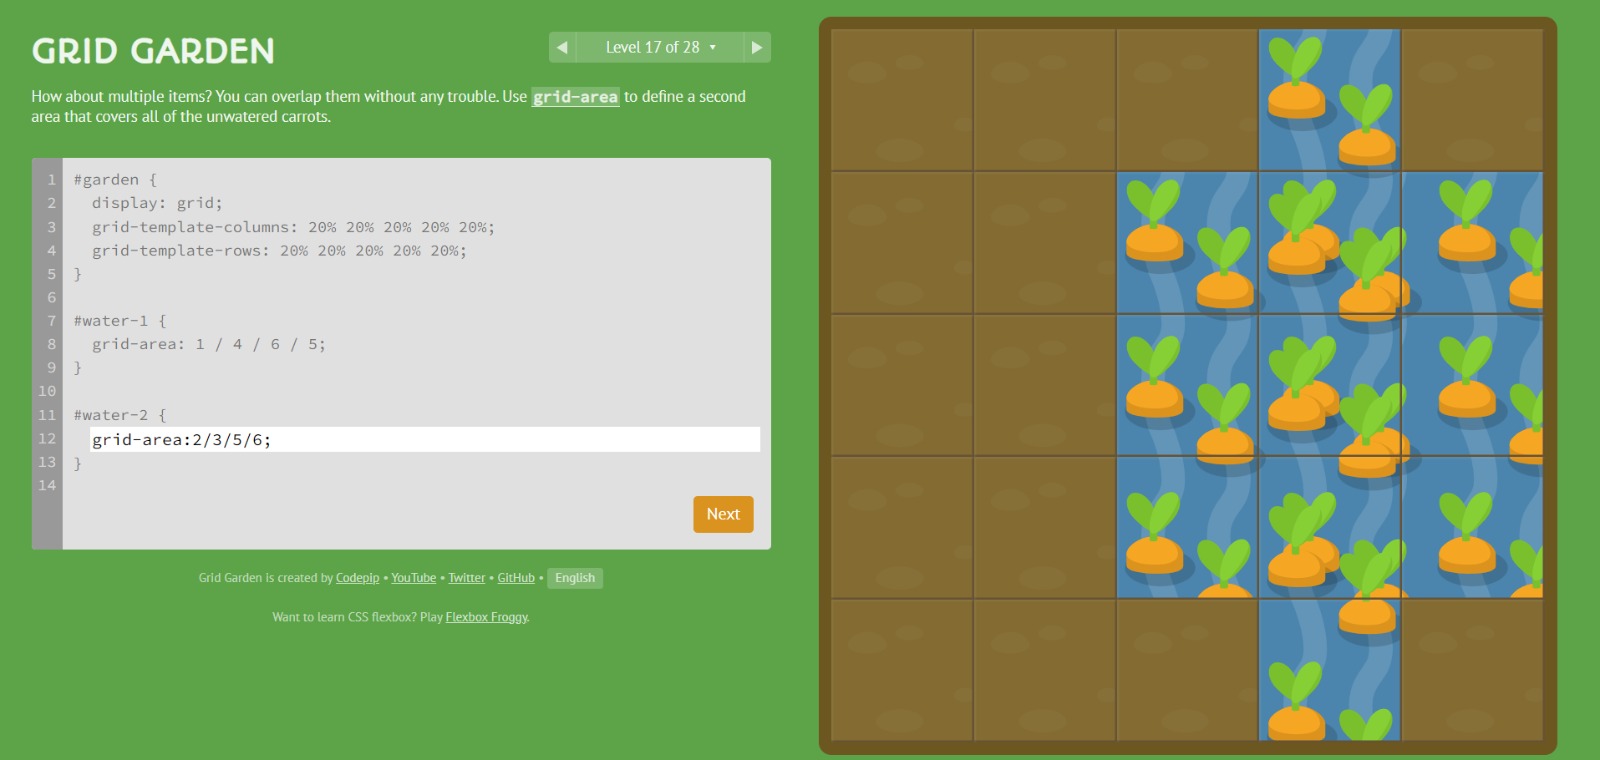 GRID GARDEN
◀ Level 17 of 28 ▾ ▶
How about multiple items? You can overlap them without any trouble. Use grid-area to define a second
area that covers all of the unwatered carrots.
1 #garden {
2 display: grid;
3 grid-template-columns: 20% 20% 20% 20% 20%;
4 grid-template-rows: 20% 20% 20% 20% 20%;
5 }
6
7 #water-1 {
8 grid-area: 1 / 4 / 6 / 5;
9 }
10
11 #water-2 {
12 grid-area:2/3/5/6;
13 }
14
Next
Grid Garden is created by Codepip • YouTube • Twitter • GitHub • English
Want to learn CSS flexbox? Play Flexbox Froggy.